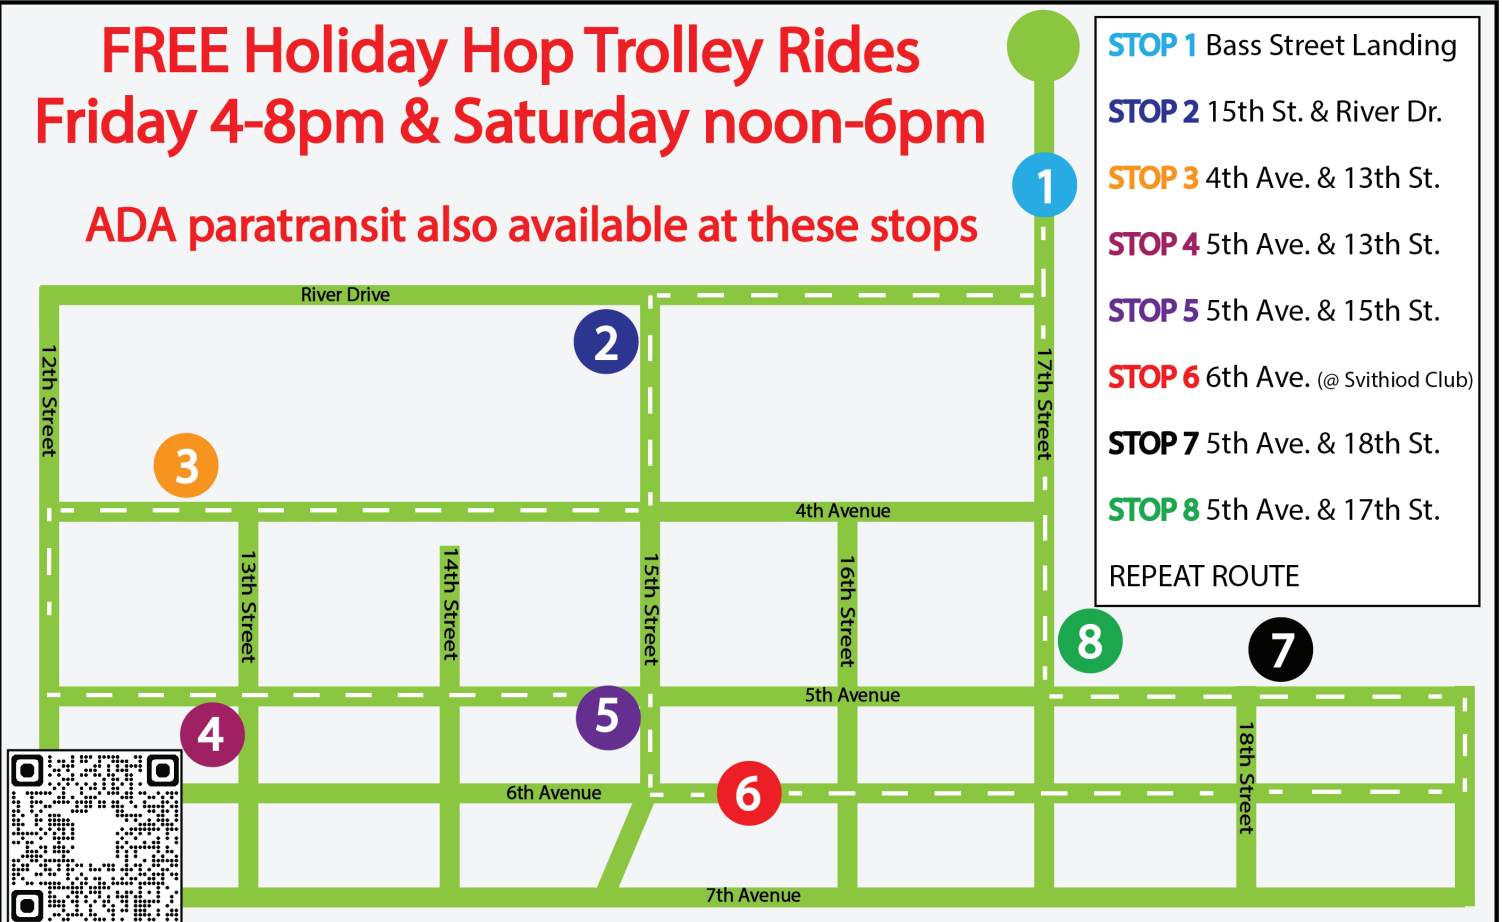 FREE Holiday Hop Trolley Rides
Friday 4-8pm & Saturday noon-6pm
ADA paratransit also available at these stops
STOP 1 Bass Street Landing
STOP 2 15th St. & River Dr.
STOP 3 4th Ave. & 13th St.
STOP 4 5th Ave. & 13th St.
STOP 5 5th Ave. & 15th St.
STOP 6 6th Ave. (@ Svithiod Club)
STOP 7 5th Ave. & 18th St.
STOP 8 5th Ave. & 17th St.
REPEAT ROUTE
1
River Drive
2
12th Street
17th Street
3
4th Avenue
13th Street
14th Street
15th Street
16th Street
8
7
5th Avenue
4
5
18th Street
6th Avenue
6
7th Avenue